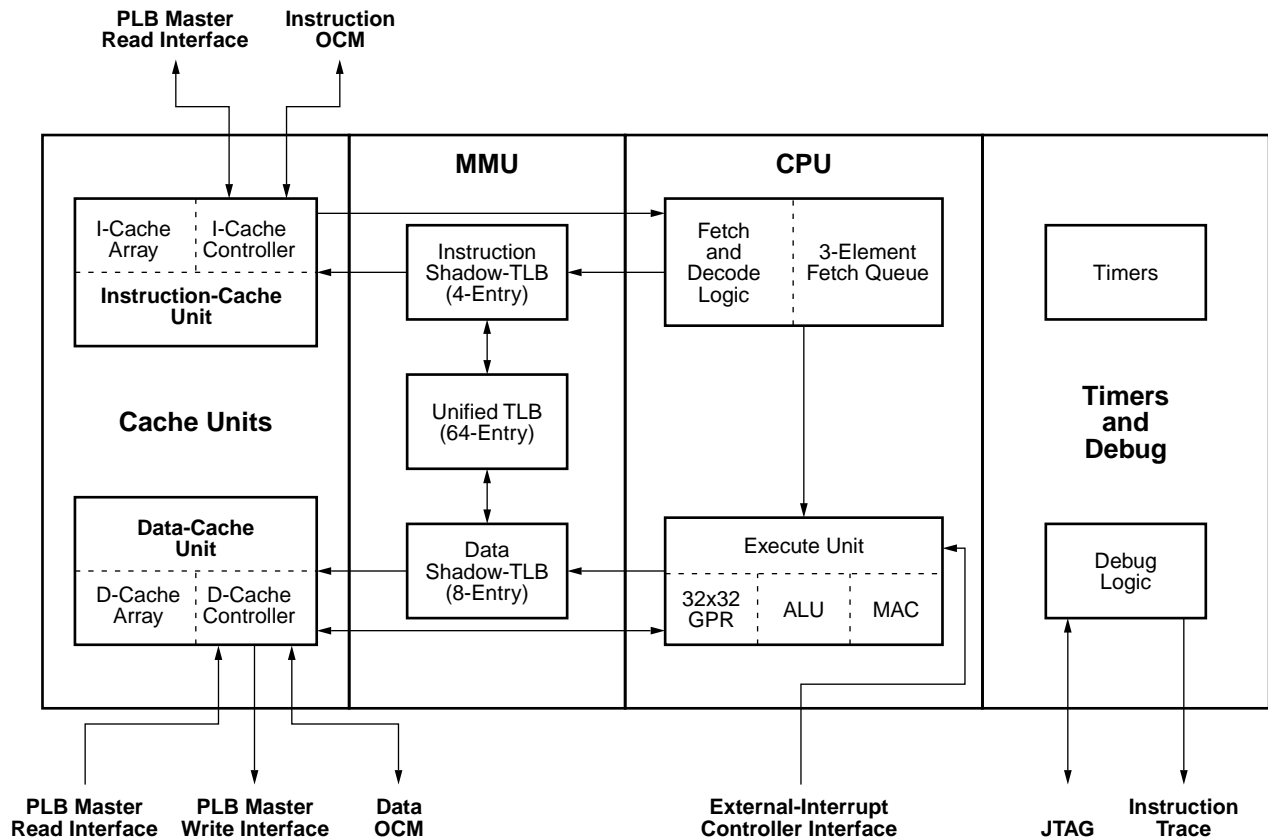 PLB Master
Read Interface
Instruction
OCM
MMU
CPU
I-Cache
Array
I-Cache
Controller
Instruction-Cache
Unit
Instruction
Shadow-TLB
(4-Entry)
Fetch
and
Decode
Logic
3-Element
Fetch Queue
Timers
Cache Units
Unified TLB
(64-Entry)
Timers
and
Debug
Data-Cache
Unit
D-Cache
Array
D-Cache
Controller
Data
Shadow-TLB
(8-Entry)
Execute Unit
32x32
GPR
ALU
MAC
Debug
Logic
PLB Master
Read Interface
PLB Master
Write Interface
Data
OCM
External-Interrupt
Controller Interface
JTAG
Instruction
Trace